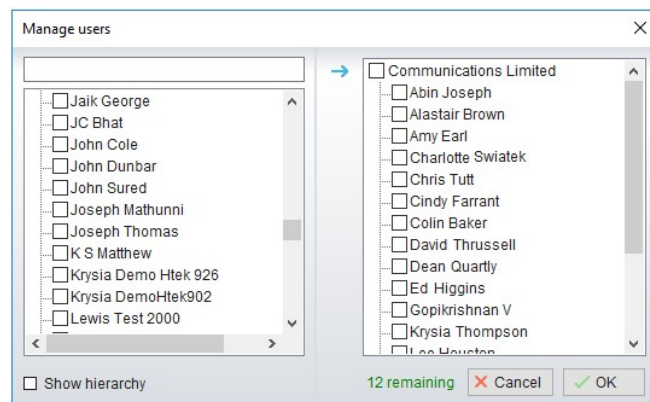 Manage users
Jaik George
JC Bhat
John Cole
John Dunbar
John Sured
Joseph Mathunni
Joseph Thomas
K S Matthew
Krysia Demo Htek 926
Krysia DemoHtek902
Lewis Test 2000
Show hierarchy
Communications Limited
Abin Joseph
Alastair Brown
Amy Earl
Charlotte Swiatek
Chris Tutt
Cindy Farrant
Colin Baker
David Thrussell
Dean Quartly
Ed Higgins
Gopikrishnan V
Krysia Thompson
12 remaining
Cancel
OK